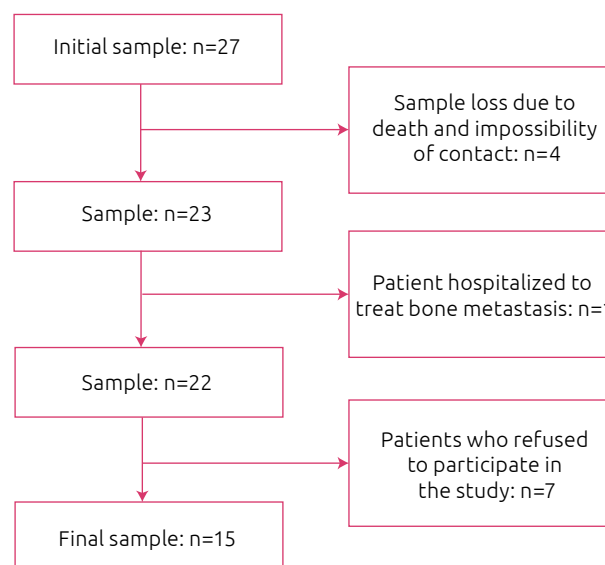 Initial sample: n=27
Sample loss due to
death and impossibility
of contact: n=4
Sample: n=23
Patient hospitalized to
treat bone metastasis: n=1
Sample: n=22
Patients who refused
to participate in
the study: n=7
Final sample: n=15